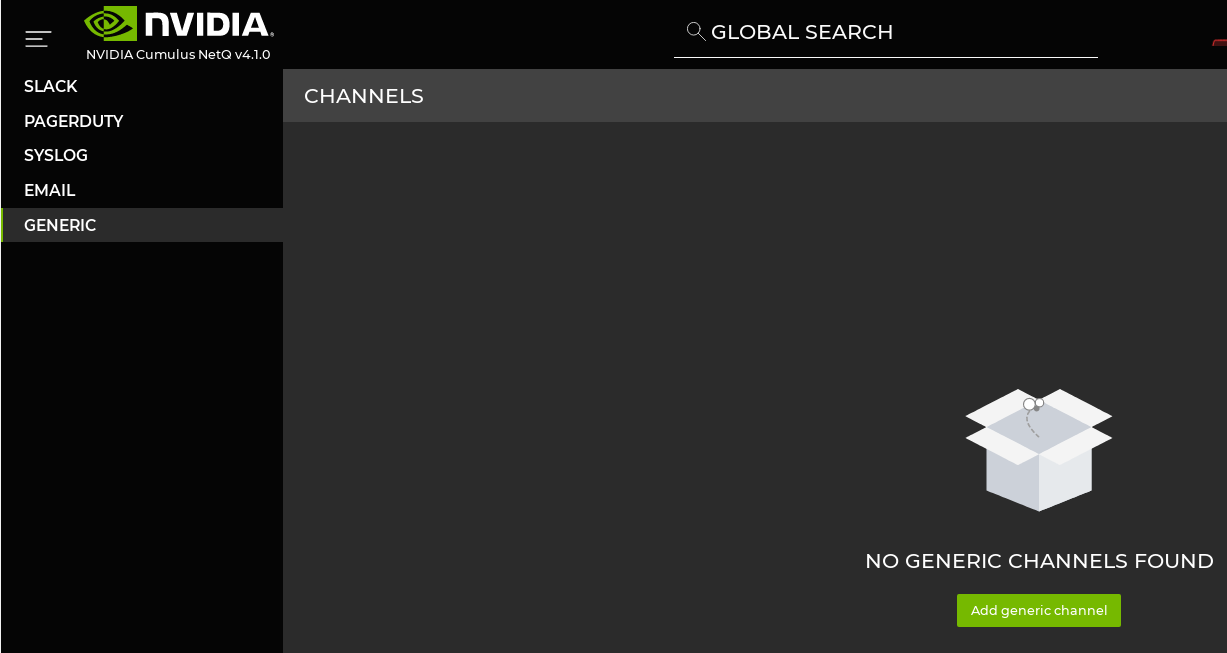 NVIDIA®
NVIDIA Cumulus NetQ v4.1.0
GLOBAL SEARCH
SLACK
PAGERDUTY
SYSLOG
EMAIL
GENERIC
CHANNELS
NO GENERIC CHANNELS FOUND
Add generic channel